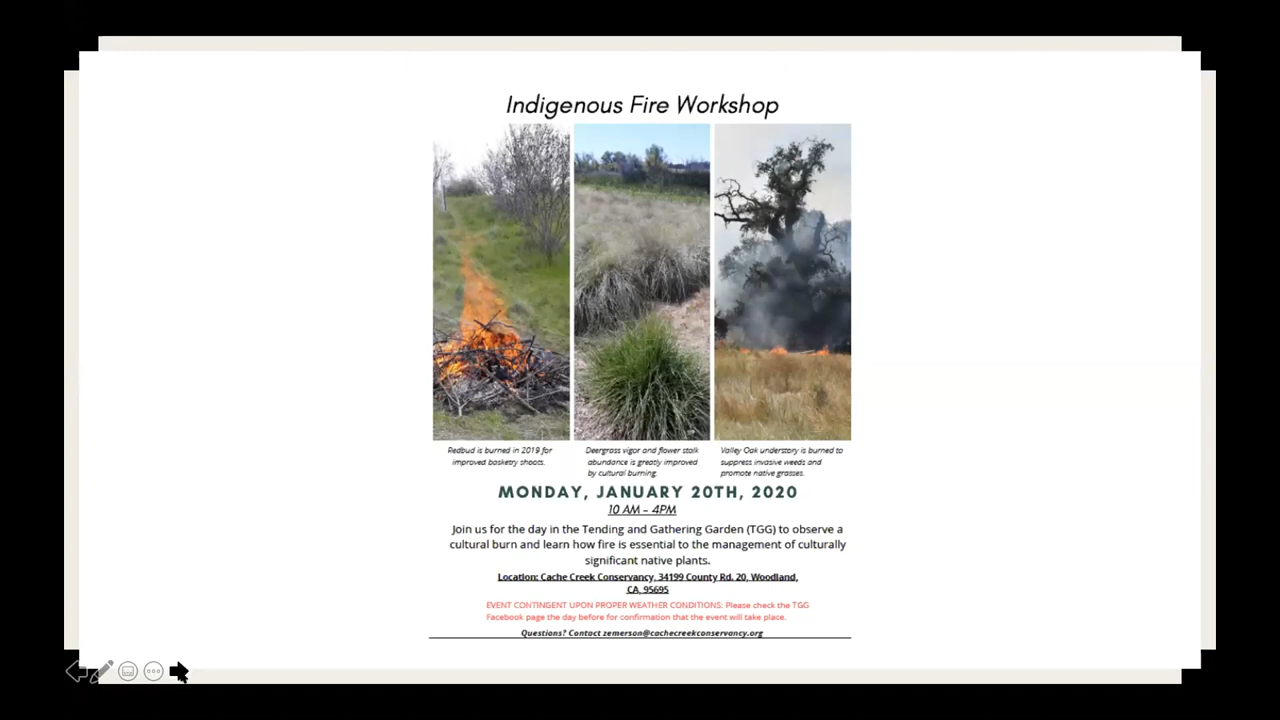 Indigenous Fire Workshop
Redbud is burned in 2019 for
improved basketry shoots.
Deergrass vigor and flower stalk
abundance is greatly improved
by cultural burning.
Valley Oak understory is burned to
suppress invasive weeds and
promote native grasses.
MONDAY, JANUARY 20TH, 2020
10 AM - 4PM
Join us for the day in the Tending and Gathering Garden (TGG) to observe a
cultural burn and learn how fire is essential to the management of culturally
significant native plants.
Location: Cache Creek Conservancy, 34199 County Rd. 20, Woodland,
CA, 95695
EVENT CONTINGENT UPON PROPER WEATHER CONDITIONS: Please check the TGG
Facebook page the day before for confirmation that the event will take place.
Questions? Contact zemerson@cachecreekconservancy.org